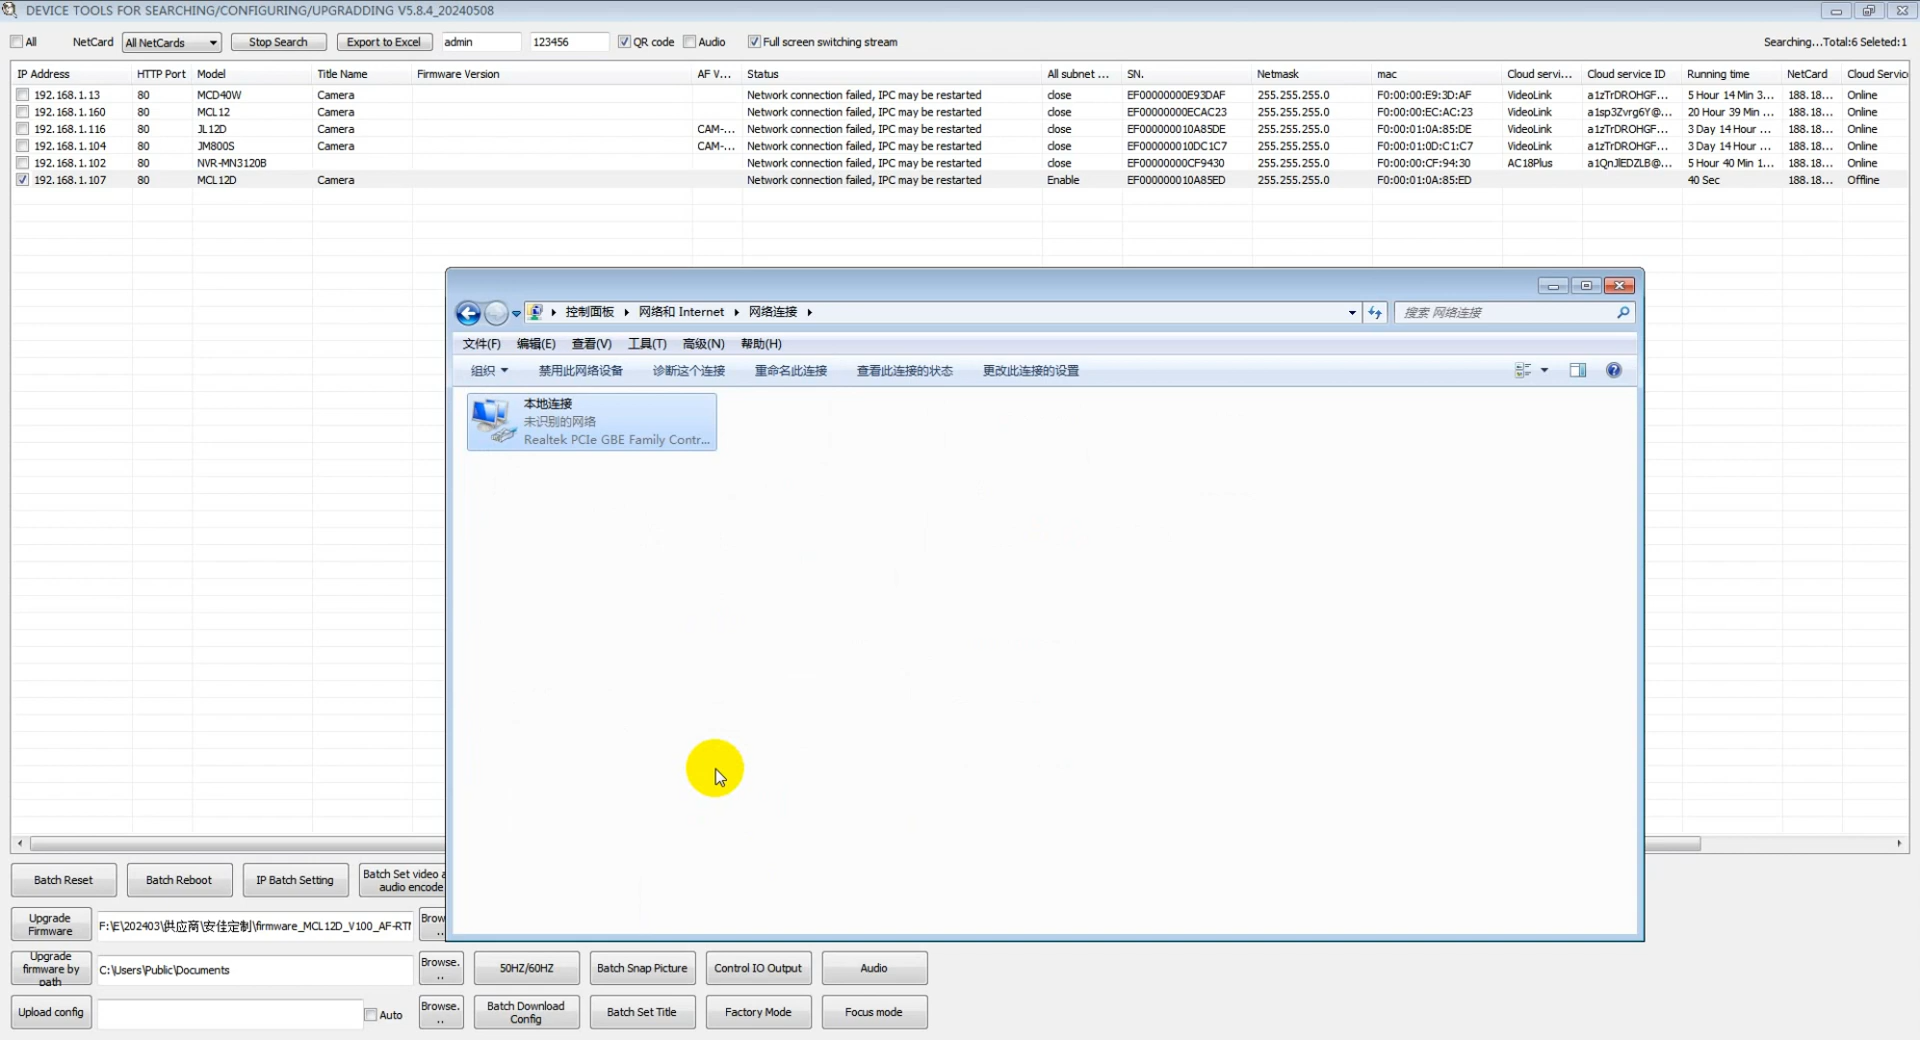 DEVICE TOOLS FOR SEARCHING/CONFIGURING/UPGRADDING V5.8.4_20240508
All NetCard All NetCards Stop Search Export to Excel admin 123456 QR code Audio Full screen switching stream Searching...Total:6 Seleted:1
IP Address HTTP Port Model Title Name Firmware Version AF V... Status All subnet ... SN. Netmask mac Cloud servi... Cloud service ID Running time NetCard Cloud Servic
192.168.1.13 80 MCD40W Camera Network connection failed, IPC may be restarted close EF00000000E93DAF 255.255.255.0 F0:00:00:E9:3D:AF VideoLink a1zTrDROHGF... 5 Hour 14 Min 3... 188.18... Online
192.168.1.160 80 MCL12 Camera Network connection failed, IPC may be restarted close EF00000000ECAC23 255.255.255.0 F0:00:00:EC:AC:23 VideoLink a1sp3Zvrg6Y@... 20 Hour 39 Min ... 188.18... Online
192.168.1.116 80 JL12D Camera CAM-... Network connection failed, IPC may be restarted close EF000000010A85DE 255.255.255.0 F0:00:01:0A:85:DE VideoLink a1zTrDROHGF... 3 Day 14 Hour ... 188.18... Online
192.168.1.104 80 JM800S Camera CAM-... Network connection failed, IPC may be restarted close EF000000010DC1C7 255.255.255.0 F0:00:01:0D:C1:C7 VideoLink a1zTrDROHGF... 3 Day 14 Hour ... 188.18... Online
192.168.1.102 80 NVR-MN3120B Network connection failed, IPC may be restarted close EF00000000CF9430 255.255.255.0 F0:00:00:CF:94:30 AC18Plus a1QnJlEDZLB@... 5 Hour 40 Min 1... 188.18... Online
192.168.1.107 80 MCL12D Camera Network connection failed, IPC may be restarted Enable EF000000010A85ED 255.255.255.0 F0:00:01:0A:85:ED 40 Sec 188.18... Offline
控制面板 网络和 Internet 网络连接 搜索 网络连接
文件(F) 编辑(E) 查看(V) 工具(T) 高级(N) 帮助(H)
组织 禁用此网络设备 诊断这个连接 重命名此连接 查看此连接的状态 更改此连接的设置
本地连接
未识别的网络
Realtek PCIe GBE Family Contr...
Batch Reset Batch Reboot IP Batch Setting Batch Set video a
audio encode
Upgrade
Firmware F:\E\202403\供应商\安佳定制\firmware_MCL12D_V100_AF-RTM Brow
..
Upgrade
firmware by
path C:\Users\Public\Documents Browse.
.. 50HZ/60HZ Batch Snap Picture Control IO Output Audio
Upload config Auto Browse.
.. Batch Download
Config Batch Set Title Factory Mode Focus mode